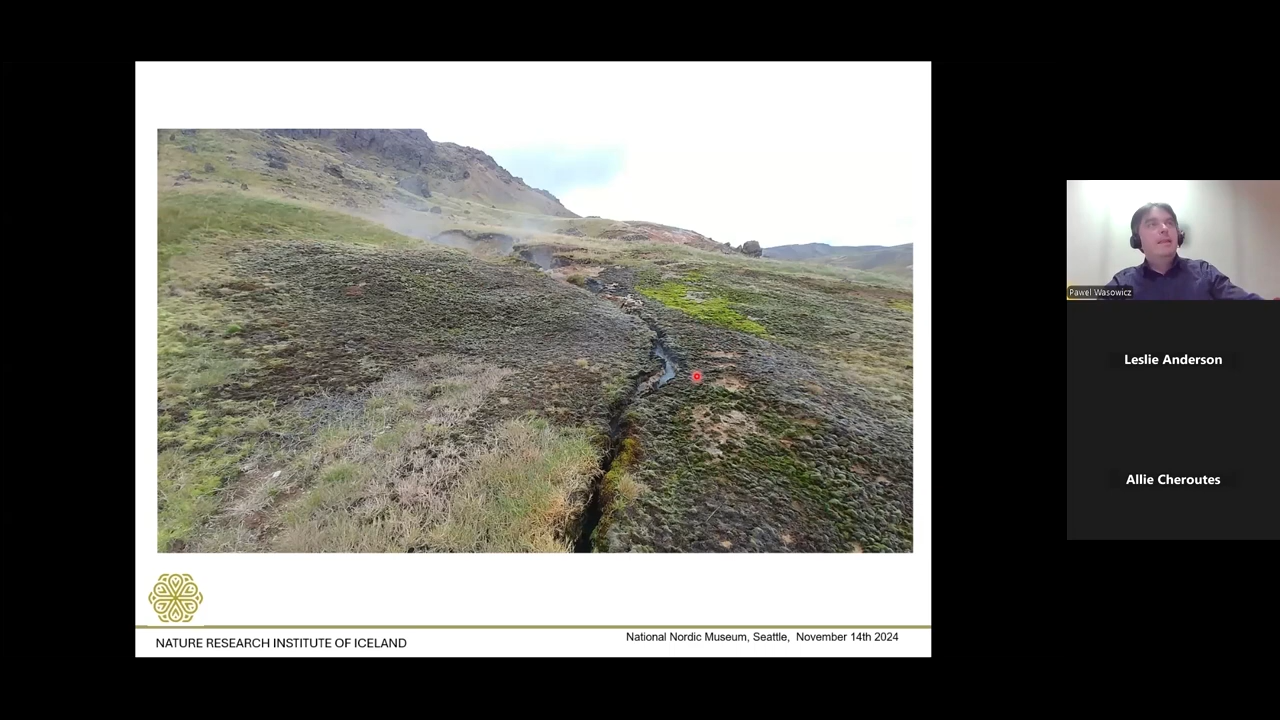 NATURE RESEARCH INSTITUTE OF ICELAND
National Nordic Museum, Seattle, November 14th 2024
Pawel Wasowicz
Leslie Anderson
Allie Cheroutes